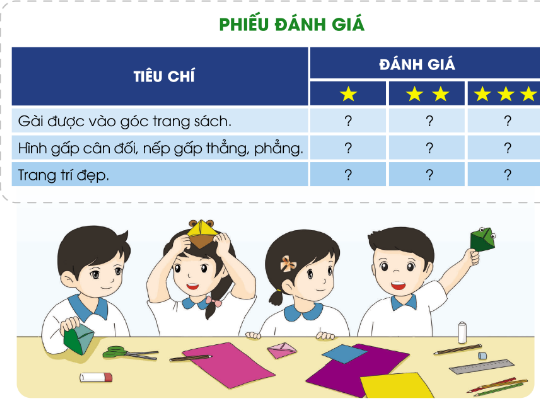 PHIẾU ĐÁNH GIÁ
TIÊU CHÍ
ĐÁNH GIÁ
★ ★★ ★★★
Gài được vào góc trang sách. ? ? ?
Hình gấp cân đối, nếp gấp thẳng, phẳng. ? ? ?
Trang trí đẹp. ? ? ?